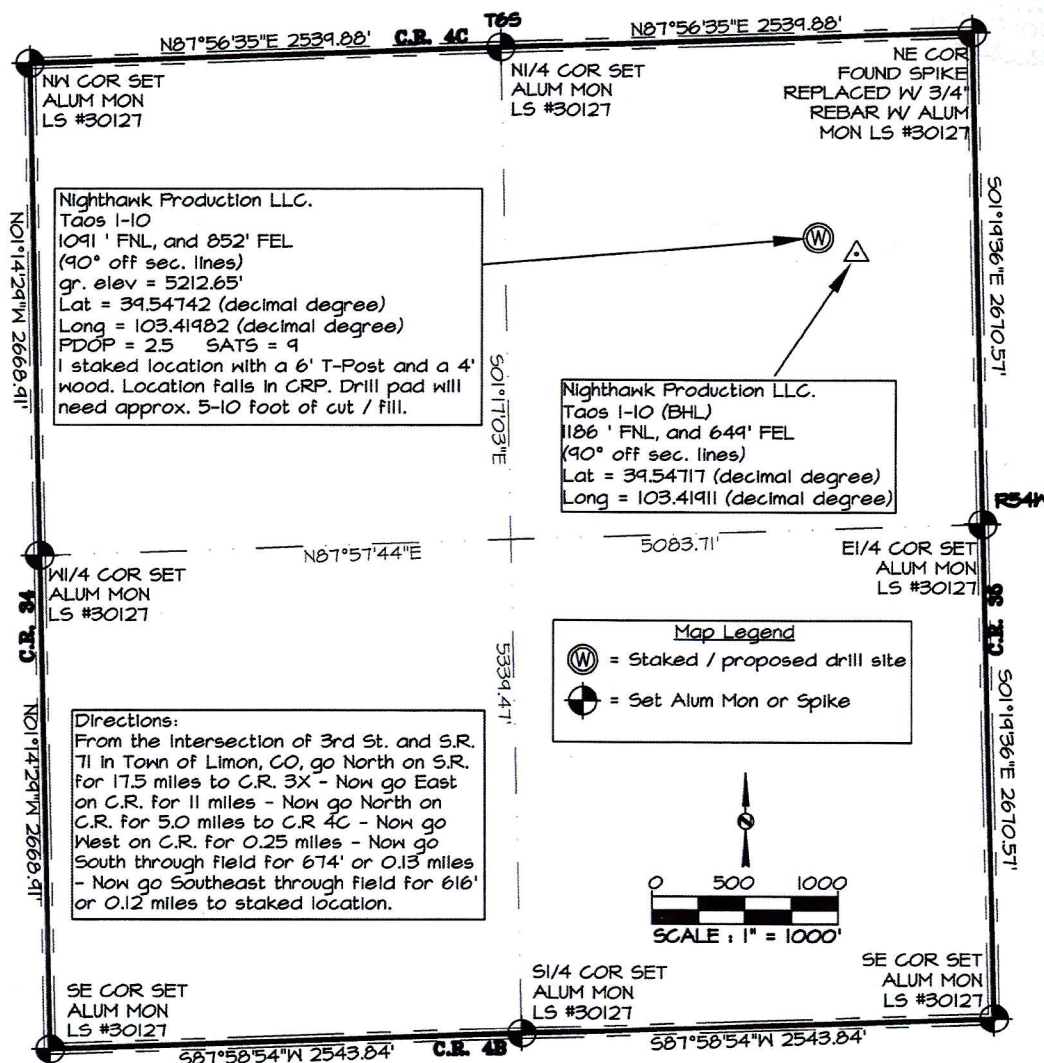 T6S
N87°56'35"E 2539.88'
C.R. 4C
N87°56'35"E 2539.88'
NW COR SET
ALUM MON
LS #30127
N1/4 COR SET
ALUM MON
LS #30127
NE COR
FOUND SPIKE
REPLACED W/ 3/4"
REBAR W/ ALUM
MON LS #30127
Nighthawk Production LLC.
Taos 1-10
1091 ' FNL, and 852' FEL
(90° off sec. lines)
gr. elev = 5212.65'
Lat = 39.54742 (decimal degree)
Long = 103.41982 (decimal degree)
PDOP = 2.5 SATS = 9
I staked location with a 6' T-Post and a 4'
wood. Location falls in CRP. Drill pad will
need approx. 5-10 foot of cut / fill.
W
N01°14'29"W 2668.91'
S01°17'03"E
S01°19'36"E 2670.57'
Nighthawk Production LLC.
Taos 1-10 (BHL)
1186 ' FNL, and 649' FEL
(90° off sec. lines)
Lat = 39.54717 (decimal degree)
Long = 103.41911 (decimal degree)
R54W
N87°57'44"E
5083.71'
W1/4 COR SET
ALUM MON
LS #30127
E1/4 COR SET
ALUM MON
LS #30127
C.R. 34
C.R. 36
5339.47'
Map Legend
W = Staked / proposed drill site
= Set Alum Mon or Spike
N01°14'29"W 2668.91'
S01°19'36"E 2670.57'
Directions:
From the intersection of 3rd St. and S.R.
71 in Town of Limon, CO, go North on S.R.
for 17.5 miles to C.R. 3X - Now go East
on C.R. for 11 miles - Now go North on
C.R. for 5.0 miles to C.R 4C - Now go
West on C.R. for 0.25 miles - Now go
South through field for 674' or 0.13 miles
- Now go Southeast through field for 616'
or 0.12 miles to staked location.
N
0 500 1000
SCALE : 1" = 1000'
SE COR SET
ALUM MON
LS #30127
S1/4 COR SET
ALUM MON
LS #30127
SE COR SET
ALUM MON
LS #30127
S87°58'54"W 2543.84'
C.R. 4B
S87°58'54"W 2543.84'